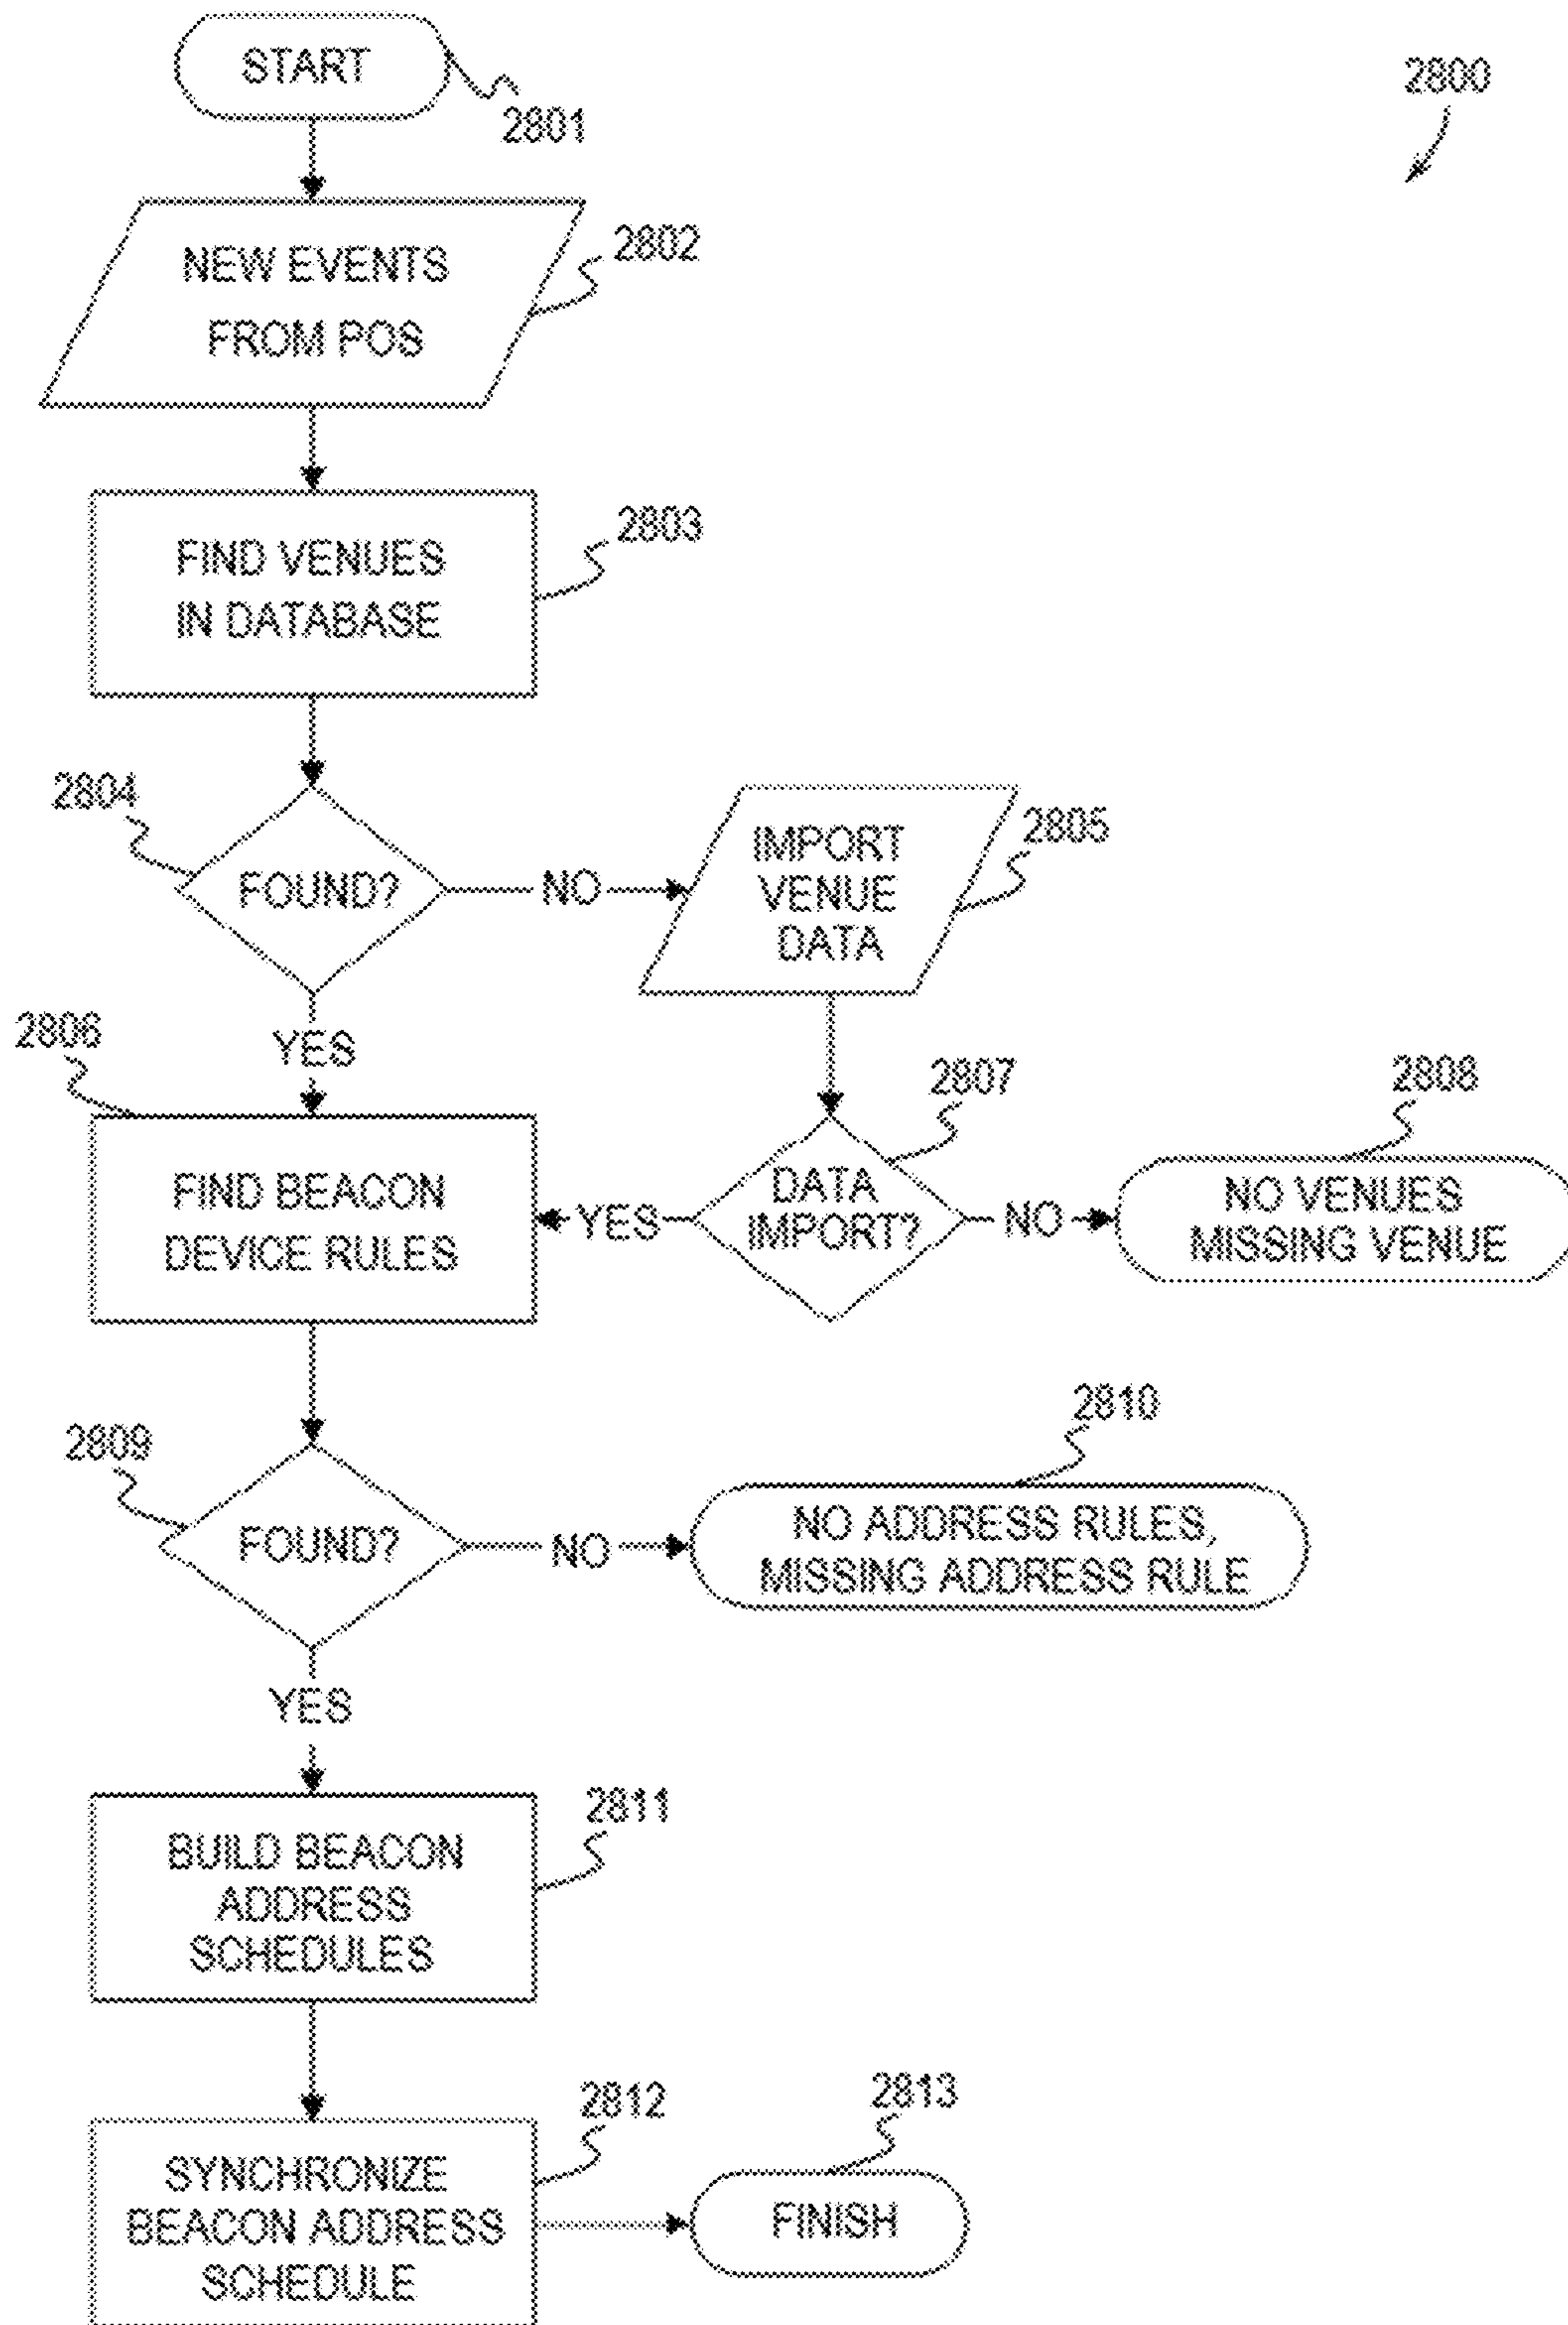 START
2801
2800
NEW EVENTS
FROM POS
2802
FIND VENUES
IN DATABASE
2803
2804
FOUND?
NO
IMPORT
VENUE
DATA
2805
YES
2806
FIND BEACON
DEVICE RULES
YES
DATA
IMPORT?
2807
NO
NO VENUES
MISSING VENUE
2808
2809
FOUND?
NO
NO ADDRESS RULES,
MISSING ADDRESS RULE
2810
YES
BUILD BEACON
ADDRESS
SCHEDULES
2811
SYNCHRONIZE
BEACON ADDRESS
SCHEDULE
2812
FINISH
2813